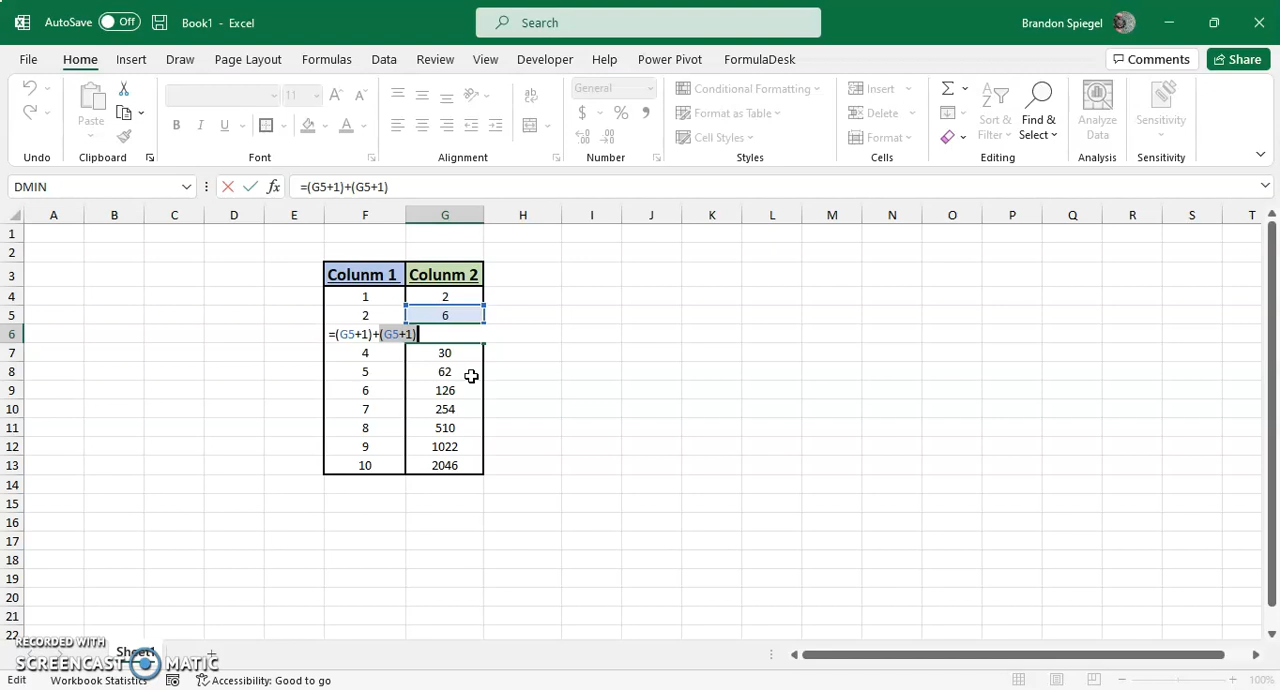 AutoSave Off Book1 - Excel Search Brandon Spiegel
File Home Insert Draw Page Layout Formulas Data Review View Developer Help Power Pivot FormulaDesk Comments Share
Undo
Paste
Clipboard
11
B I U
Font
Alignment
General
$ %
Number
Conditional Formatting
Format as Table
Cell Styles
Styles
Insert
Delete
Format
Cells
Sort & Filter
Find & Select
Editing
Analyze Data
Analysis
Sensitivity
Sensitivity
DMIN fx =(G5+1)+(G5+1)
A B C D E F G H I J K L M N O P Q R S T
1
2
3 Colunm 1 Colunm 2
4 1 2
5 2 6
6 =(G5+1)+(G5+1)
7 4 30
8 5 62
9 6 126
10 7 254
11 8 510
12 9 1022
13 10 2046
14
15
16
17
18
19
20
21
22
RECORDED WITH
SCREENCAST MATIC
Sheet1
Edit Workbook Statistics Accessibility: Good to go 100%